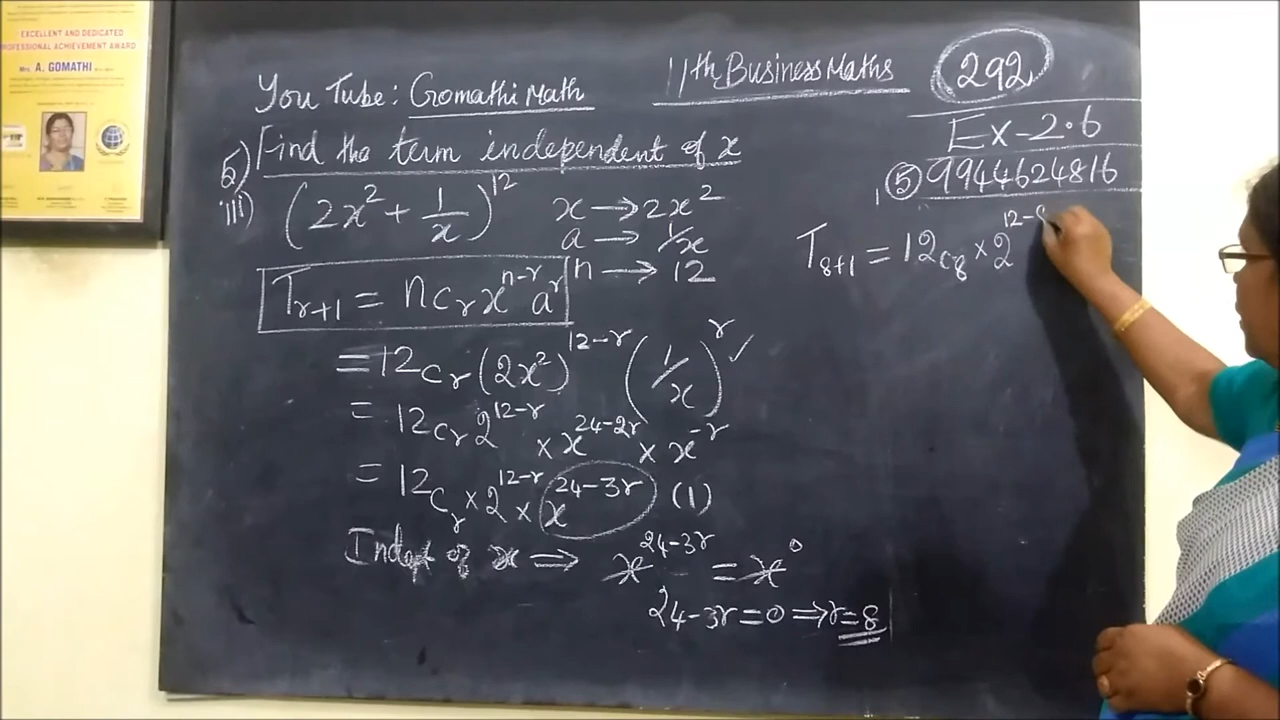 EXCELLENT AND DEDICATED
PROFESSIONAL ACHIEVEMENT AWARD
Mrs. A. GOMATHI
You Tube: Gomathi Math
11th Business Maths
292
Ex-2.6
⑤ 9944624816
5) Find the term independent of x
iii) (2x² + 1/x)¹² x → 2x²
a → 1/x
n → 12
T_{r+1} = nC_r x^{n-r} a^r
= 12C_r (2x²)^{12-r} (1/x)^r ✓
= 12C_r 2^{12-r} × x^{24-2r} × x^{-r}
= 12C_r × 2^{12-r} × x^{24-3r} (1)
Indept of x ⇒ x^{24-3r} = x⁰
24-3r = 0 ⇒ r = 8
T_{8+1} = 12C_8 × 2^{12-8}